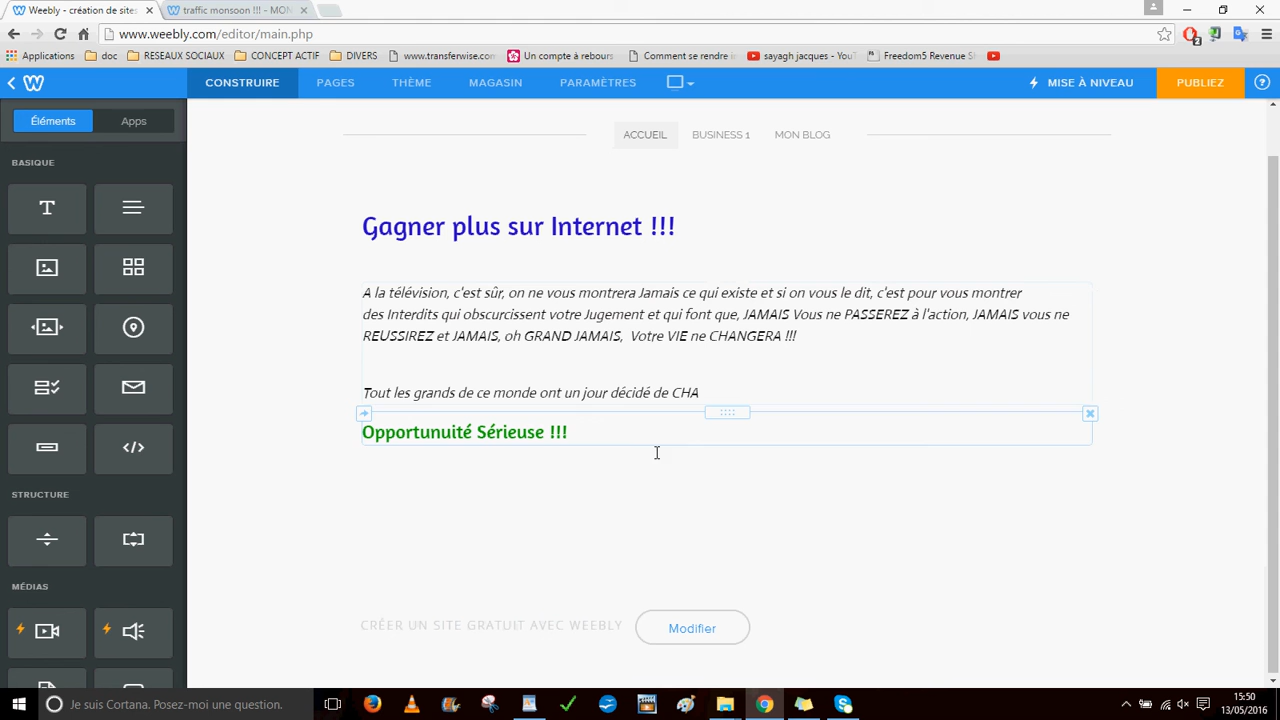 Weebly - création de sites
traffic monsoon !!! - MON
www.weebly.com/editor/main.php
Applications doc RESEAUX SOCIAUX CONCEPT ACTIF DIVERS www.transferwise.com Un compte à rebours Comment se rendre i sayagh jacques - YouT Freedom5 Revenue Sh
CONSTRUIRE PAGES THÈME MAGASIN PARAMÈTRES MISE À NIVEAU PUBLIEZ ?
Éléments Apps
BASIQUE
ACCUEIL BUSINESS 1 MON BLOG
Gagner plus sur Internet !!!
A la télévision, c'est sûr, on ne vous montrera Jamais ce qui existe et si on vous le dit, c'est pour vous montrer
des Interdits qui obscurcissent votre Jugement et qui font que, JAMAIS Vous ne PASSEREZ à l'action, JAMAIS vous ne
REUSSIREZ et JAMAIS, oh GRAND JAMAIS, Votre VIE ne CHANGERA !!!
Tout les grands de ce monde ont un jour décidé de CHA
Opportunuité Sérieuse !!!
STRUCTURE
MÉDIAS
CRÉER UN SITE GRATUIT AVEC WEEBLY
Modifier
Je suis Cortana. Posez-moi une question.
15:50
13/05/2016